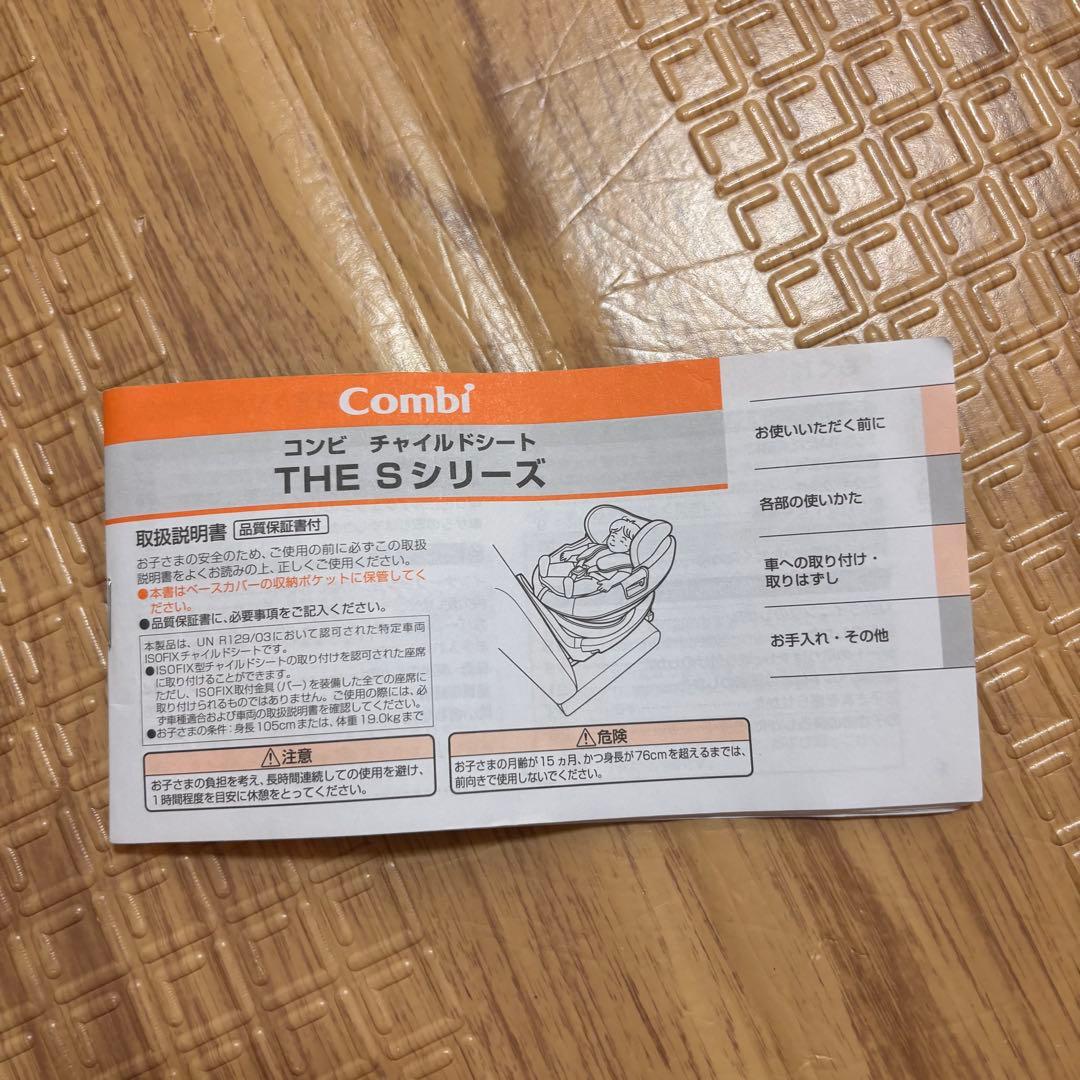 Combi
コンビ チャイルドシート
THE Sシリーズ
取扱説明書 品質保証書付
お子さまの安全のため、ご使用の前に必ずこの取扱
説明書をよくお読みの上、正しくご使用ください。
●本書はベースカバーの収納ポケットに保管してく
ださい。
●品質保証書に、必要事項をご記入ください。
本製品は、UN R129/03において認可された特定車両
ISOFIXチャイルドシートです。
●ISOFIX型チャイルドシートの取り付けを認可された座席
に取り付けることができます。
ただし、ISOFIX取付金具(バー)を装備した全ての座席に
取り付けられるものではありません。ご使用の際には、必
ず車種適合および車両の取扱説明書を確認してください。
●お子さまの条件:身長105cmまたは、体重19.0kgまで
⚠注意
お子さまの負担を考え、長時間連続しての使用を避け、
1時間程度を目安に休憩をとってください。
⚠危険
お子さまの月齢が15ヵ月、かつ身長が76cmを超えるまでは、
前向きで使用しないでください。
お使いいただく前に
各部の使いかた
車への取り付け・
取りはずし
お手入れ・その他